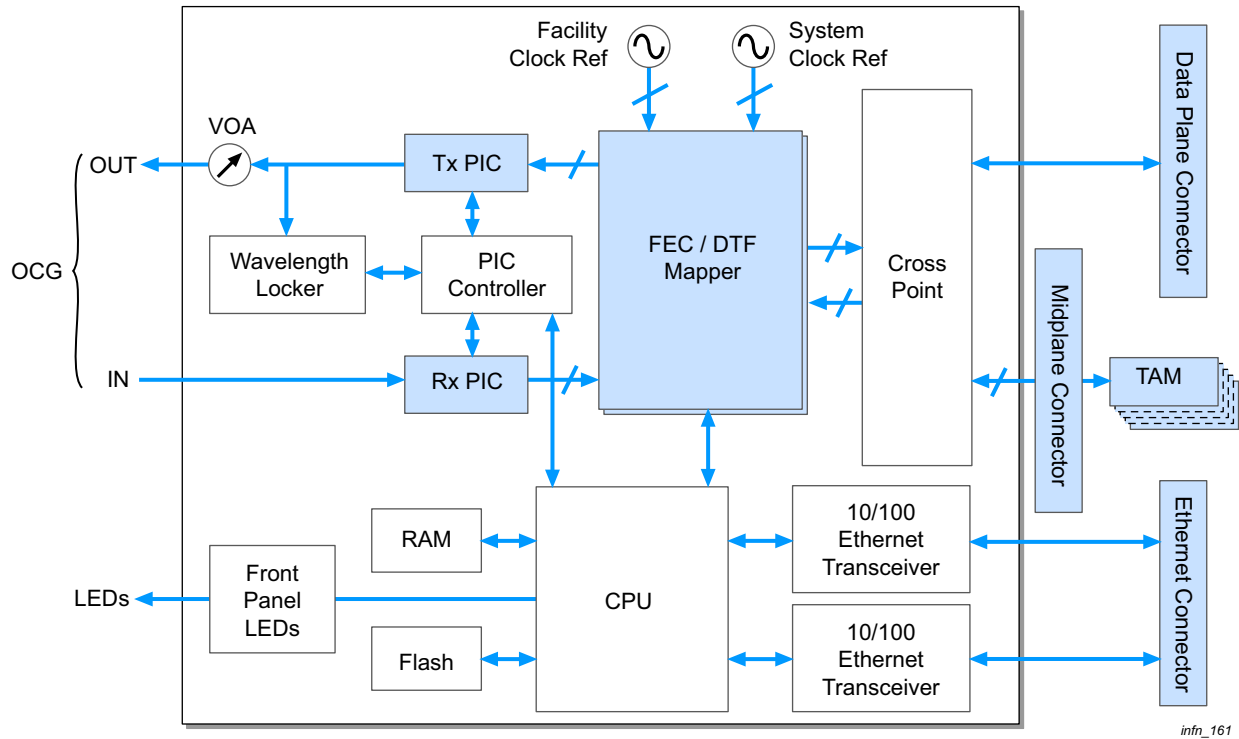 Facility
Clock Ref
System
Clock Ref
VOA
OUT
Tx PIC
Data Plane Connector
OCG
Wavelength
Locker
PIC
Controller
FEC / DTF
Mapper
Cross
Point
Midplane Connector
IN
Rx PIC
TAM
RAM
10/100
Ethernet
Transceiver
Ethernet Connector
LEDs
Front
Panel
LEDs
CPU
Flash
10/100
Ethernet
Transceiver
infn_161